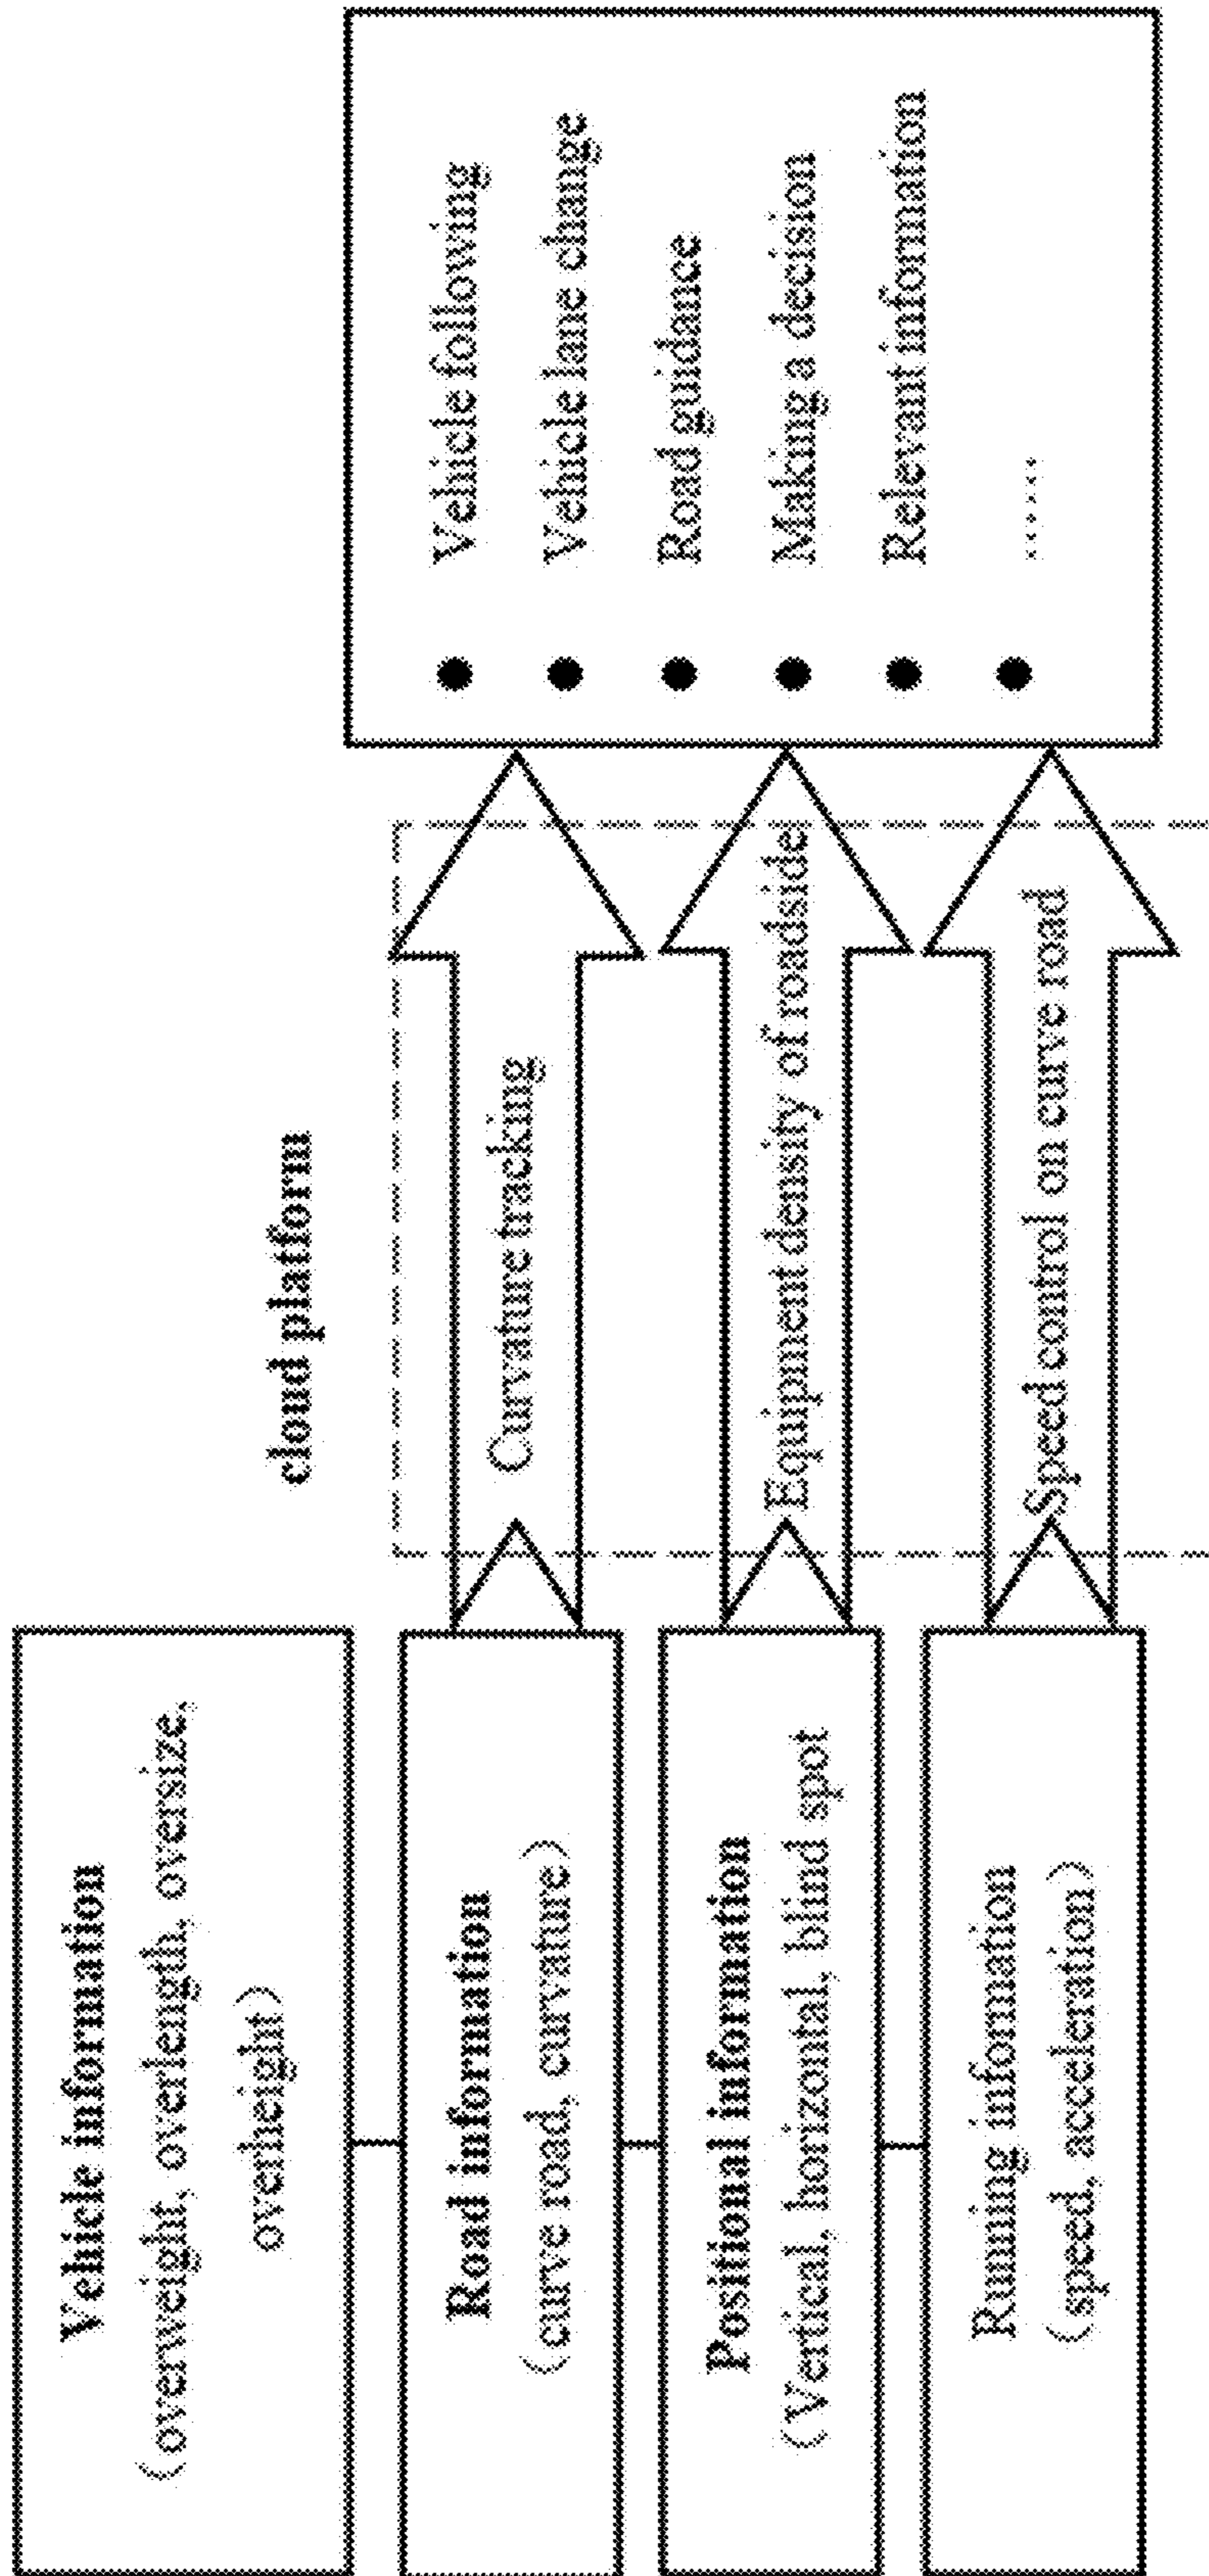 Vehicle information
(overweight, overlength, oversize,
overheight)
Road information
(curve road, curvature)
Positional information
(Vertical, horizontal, blind spot
Running information
(speed, acceleration)
cloud platform
Curvature tracking
Equipment density of roadside
Speed control on curve road
● Vehicle following
● Vehicle lane change
● Road guidance
● Making a decision
● Relevant information
● ......